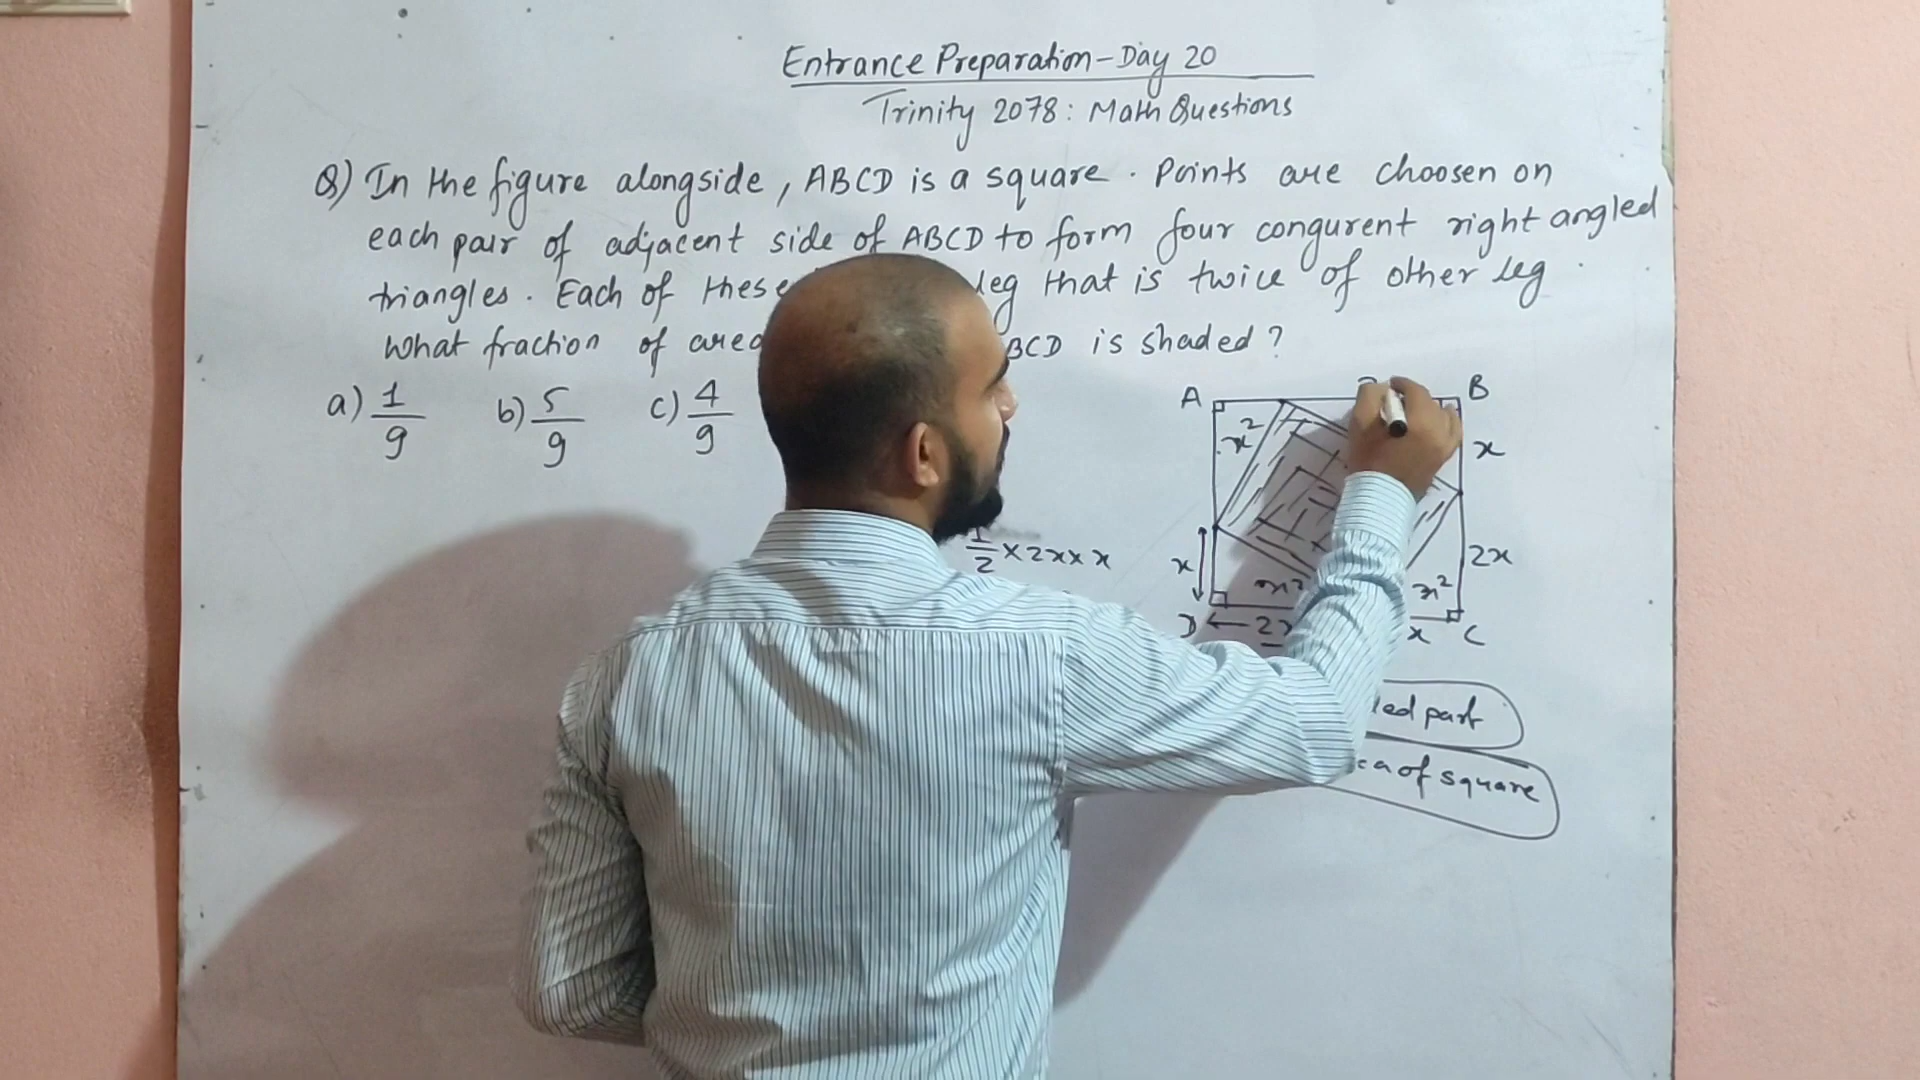 Entrance Preparation-Day 20
Trinity 2078: Math Questions
Q) In the figure alongside, ABCD is a square. Points are choosen on
each pair of adjacent side of ABCD to form four congurent right angled
triangles. Each of these leg that is twice of other leg
What fraction of area BCD is shaded?
a) 1/9 b) 5/9 c) 4/9
A B
x² x
1/2 × 2x × x
x 2x
x² x²
D 2x x C
part
of square